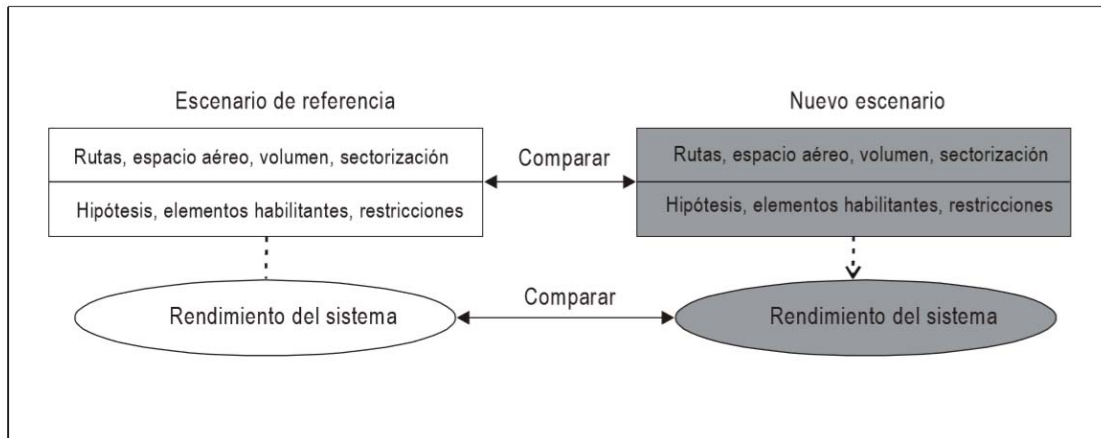 Escenario de referencia
Nuevo escenario
Rutas, espacio aéreo, volumen, sectorización
Comparar
Rutas, espacio aéreo, volumen, sectorización
Hipótesis, elementos habilitantes, restricciones
Hipótesis, elementos habilitantes, restricciones
Rendimiento del sistema
Comparar
Rendimiento del sistema